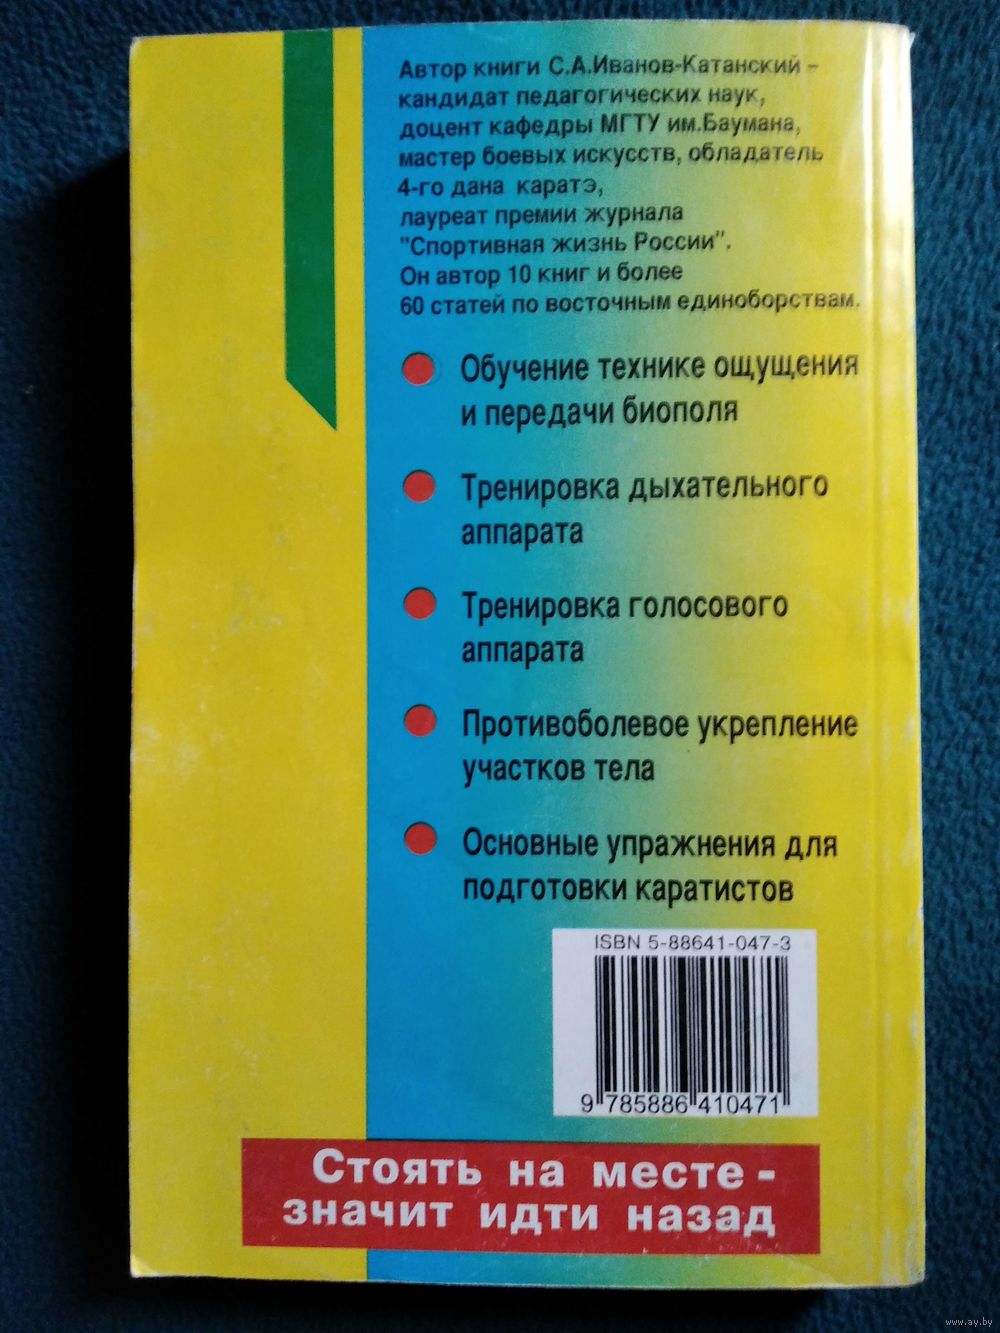 Автор книги С.А.Иванов-Катанский –
кандидат педагогических наук,
доцент кафедры МГТУ им.Баумана,
мастер боевых искусств, обладатель
4-го дана каратэ,
лауреат премии журнала
"Спортивная жизнь России".
Он автор 10 книг и более
60 статей по восточным единоборствам.
Обучение технике ощущения
и передачи биополя
Тренировка дыхательного
аппарата
Тренировка голосового
аппарата
Противоболевое укрепление
участков тела
Основные упражнения для
подготовки каратистов
ISBN 5-88641-047-3
9 785886 410471
Стоять на месте -
значит идти назад
www.ay.by